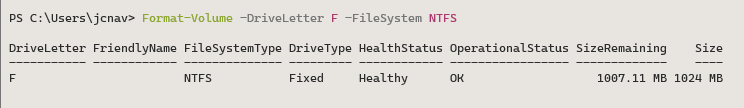 PS C:\Users\jcnav> Format-Volume -DriveLetter F -FileSystem NTFS
DriveLetter FriendlyName FileSystemType DriveType HealthStatus OperationalStatus SizeRemaining    Size
----------- ------------ -------------- --------- ------------ ----------------- -------------    ----
F                        NTFS           Fixed     Healthy      OK                   1007.11 MB 1024 MB